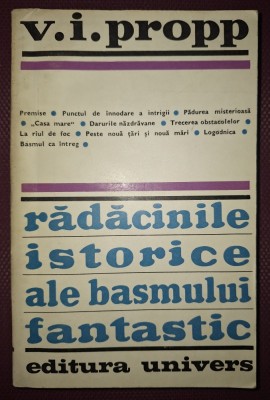 v.i.propp
Premise • Punctul de înnodare a intrigii • Pădurea misterioasă
• „Casa mare” • Darurile năzdrăvane • Trecerea obstacolelor •
La rîul de foc • Peste nouă țări și nouă mări • Logodnica •
Basmul ca întreg •
rădăcinile
istorice
ale basmului
fantastic
editura univers